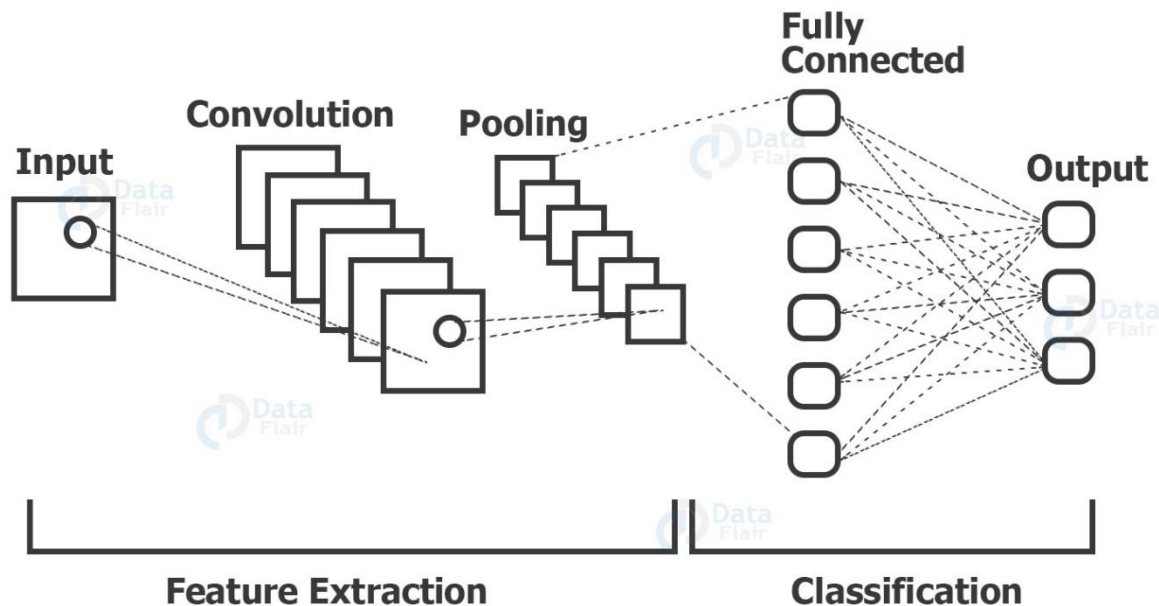 Fully
Connected
Convolution
Pooling
Input
Output
Data
Flair
Data
Flair
Data
Flair
Data
Flair
Data
Flair
Feature Extraction
Classification